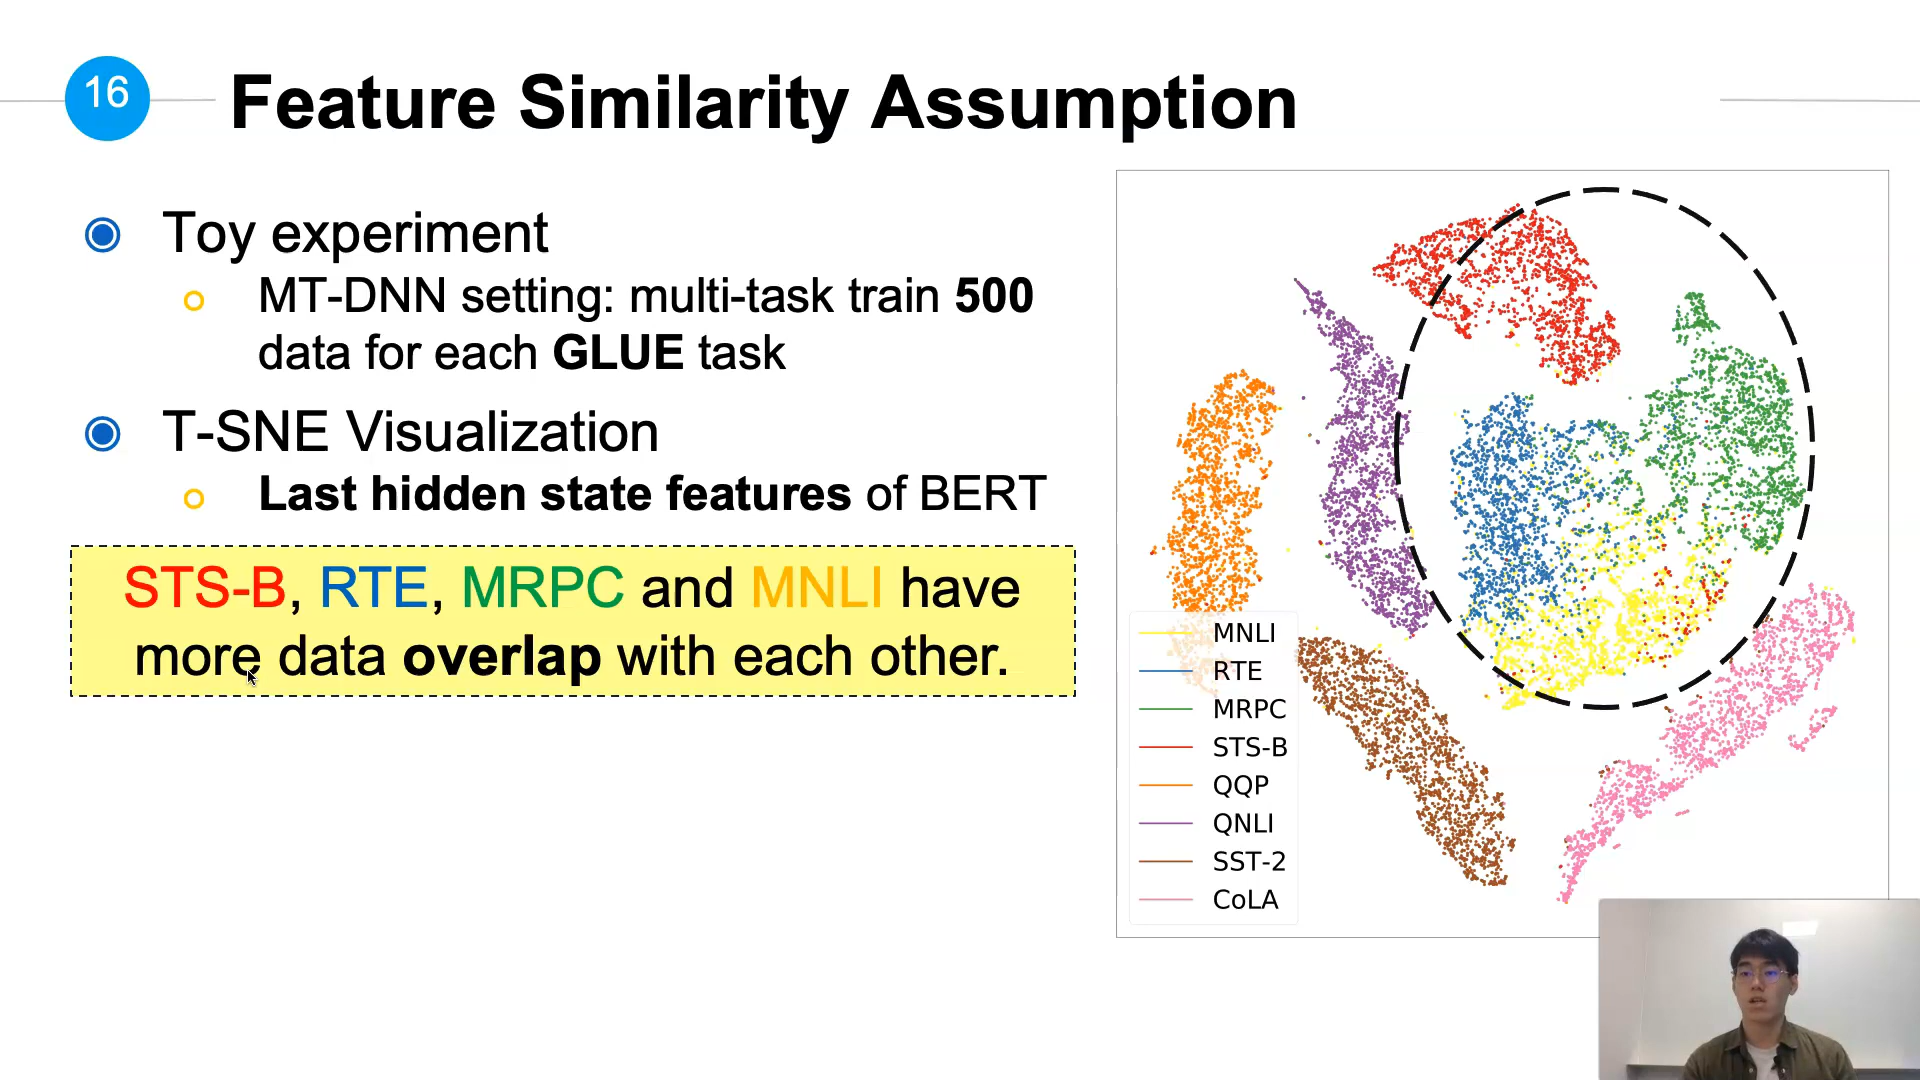 16
Feature Similarity Assumption
Toy experiment
MT-DNN setting: multi-task train 500
data for each GLUE task
T-SNE Visualization
Last hidden state features of BERT
STS-B, RTE, MRPC and MNLI have
more data overlap with each other.
MNLI
RTE
MRPC
STS-B
QQP
QNLI
SST-2
CoLA